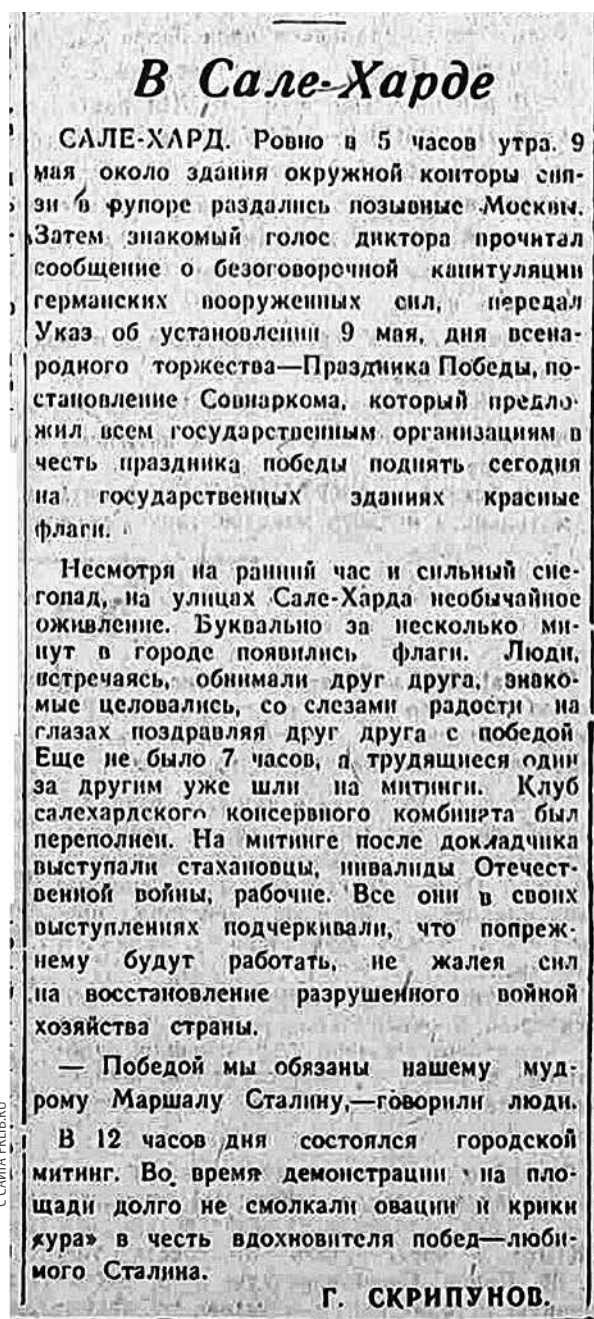 В Сале-Харде
САЛЕ-ХАРД. Ровно в 5 часов утра. 9
мая около здания окружной конторы свя-
зи в рупоре раздались позывные Москвы.
Затем знакомый голос диктора прочитал
сообщение о безоговорочной капитуляции
германских вооруженных сил, передал
Указ об установлении 9 мая, дня всена-
родного торжества—Праздника Победы, по-
становление Совнаркома, который предло-
жил всем государственным организациям в
честь праздника победы поднять сегодня
на государственных зданиях красные
флаги.
Несмотря на ранний час и сильный сне-
гопад, на улицах Сале-Харда необычайное
оживление. Буквально за несколько ми-
нут в городе появились флаги. Люди,
встречаясь, обнимали друг друга, знако-
мые целовались, со слезами радости на
глазах поздравляя друг друга с победой
Еще не было 7 часов, а трудящиеся один
за другим уже шли на митинги. Клуб
салехардского консервного комбината был
переполнен. На митинге после докладчика
выступали стахановцы, инвалиды Отечест-
венной войны, рабочие. Все они в своих
выступлениях подчеркивали, что попреж-
нему будут работать, не жалея сил
на восстановление разрушенного войной
хозяйства страны.
— Победой мы обязаны нашему муд-
рому Маршалу Сталину,—говорили люди.
В 12 часов дня состоялся городской
митинг. Во время демонстрации на пло-
щади долго не смолкали овации и крики
«ура» в честь вдохновителя побед—люби-
мого Сталина.
Г. СКРИПУНОВ.
С САЙТА PRLIB.RU